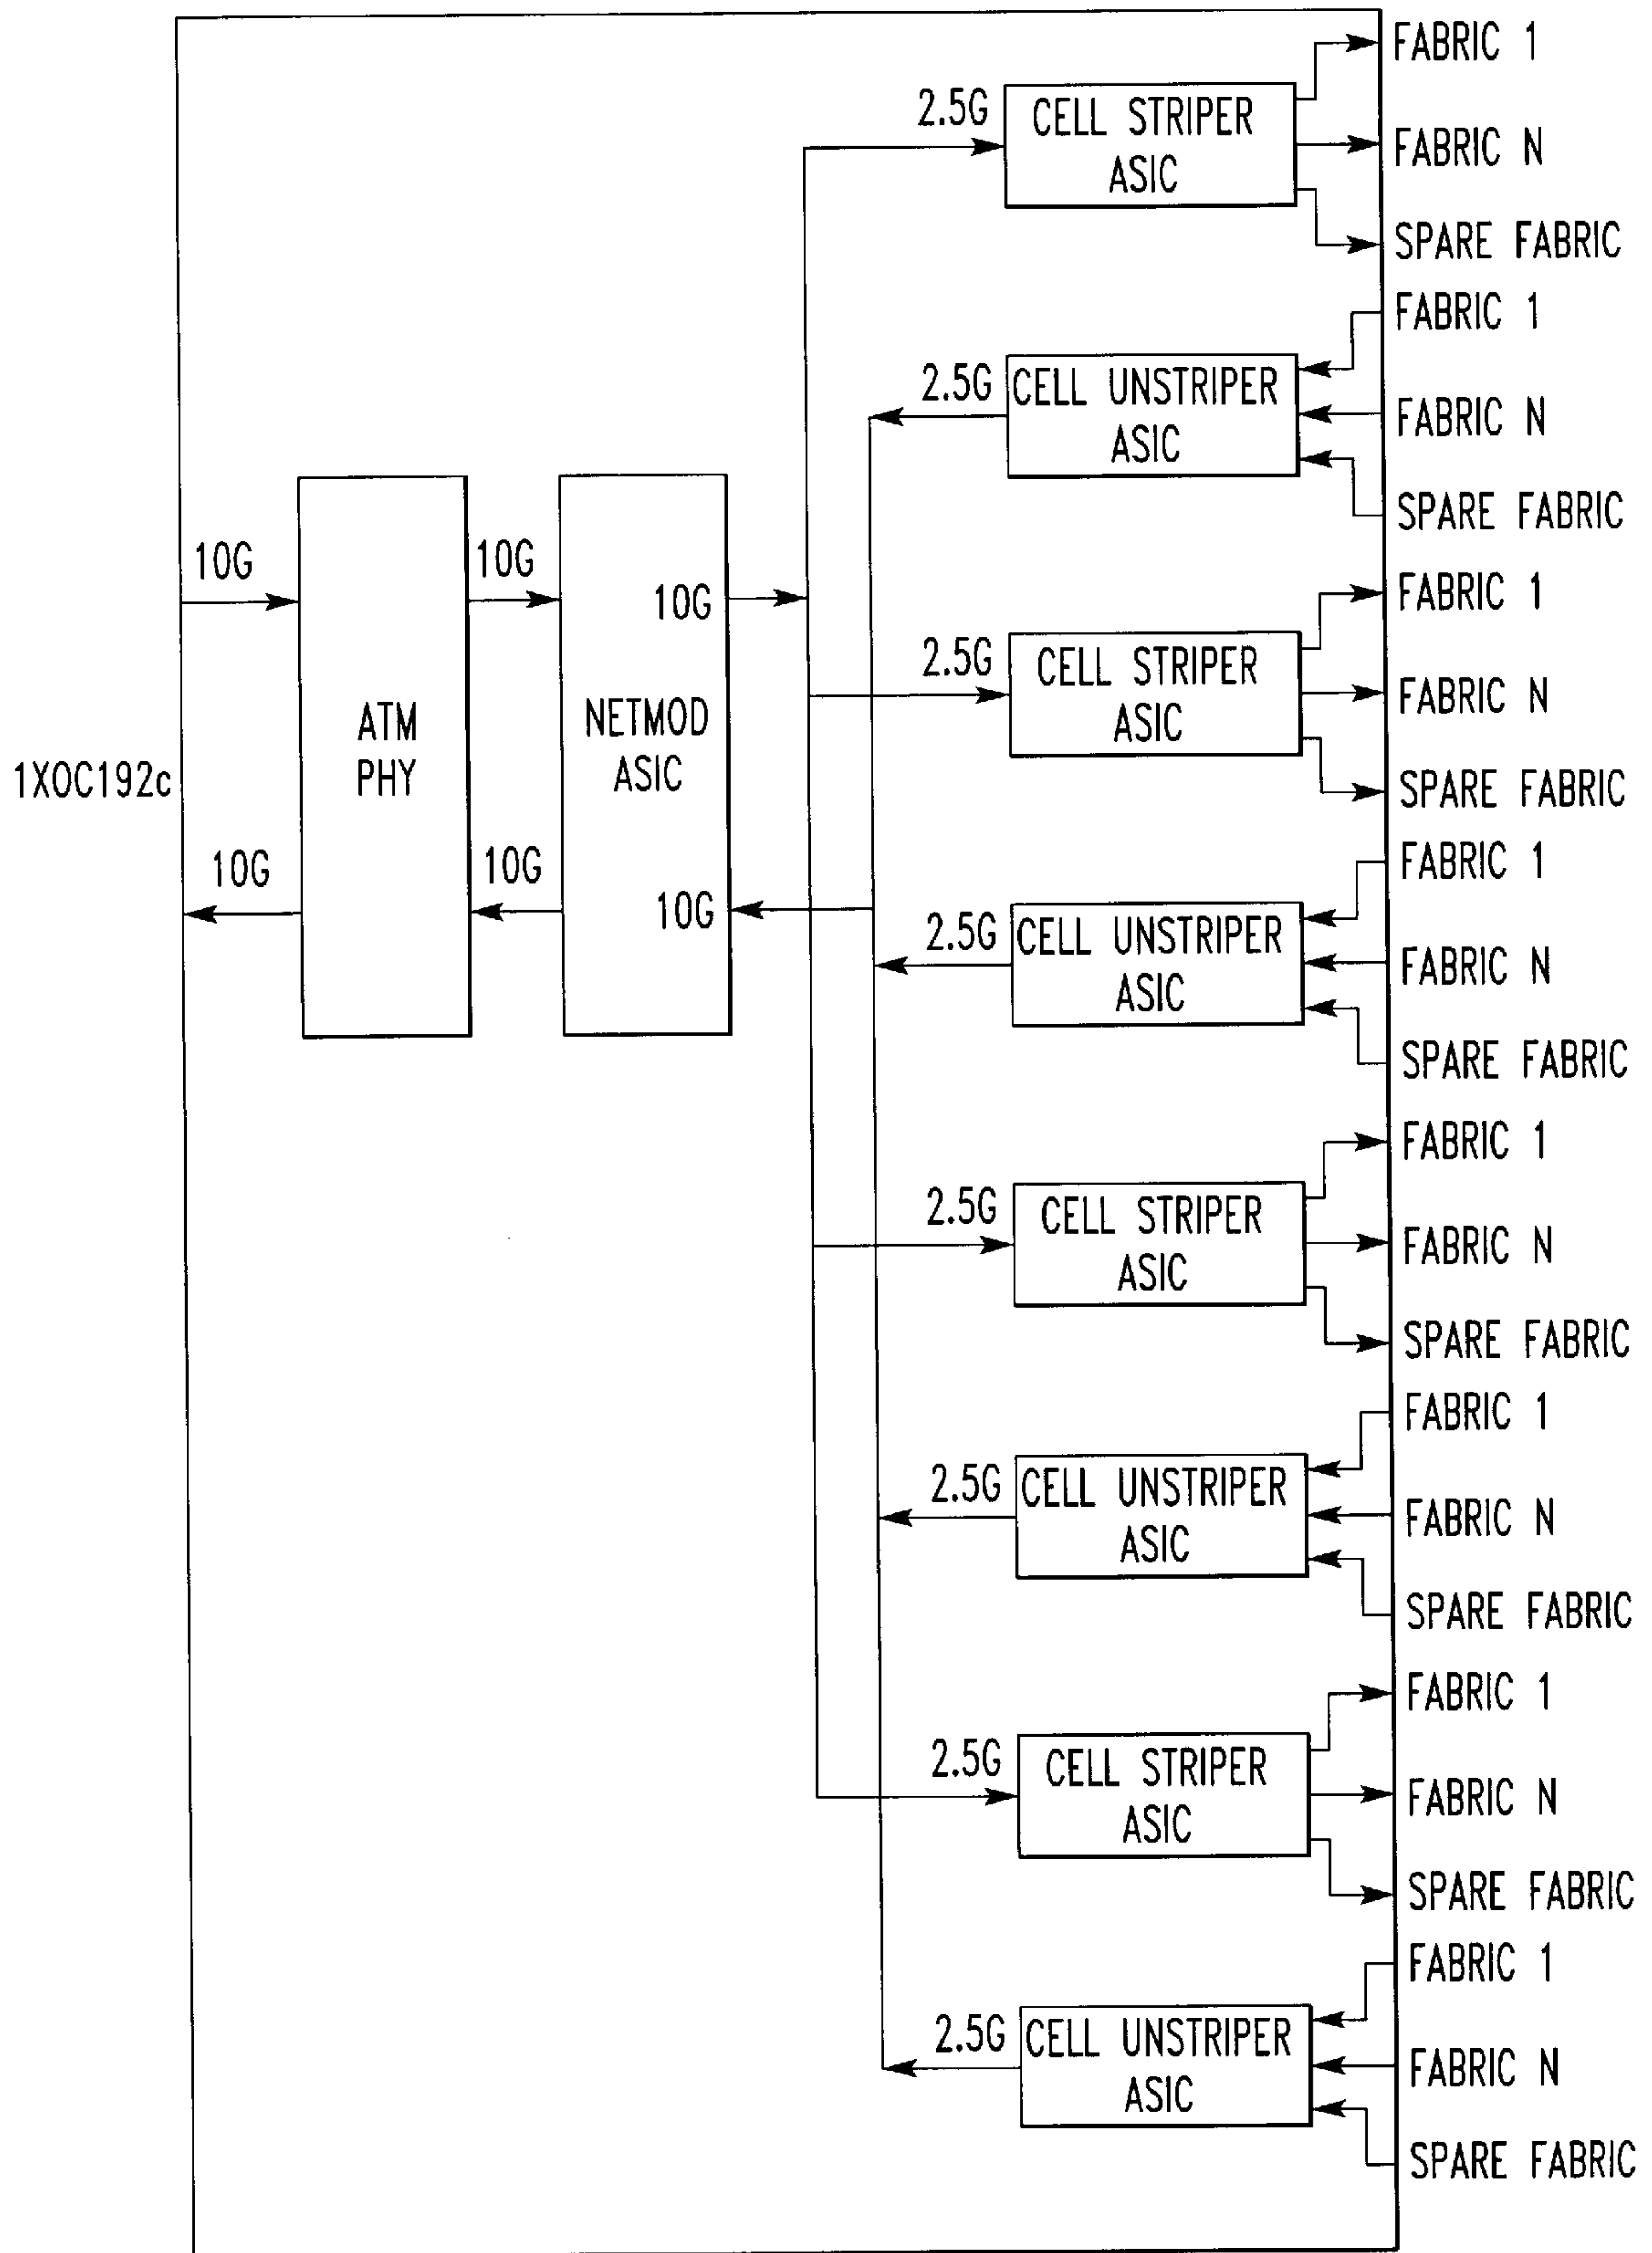 FABRIC 1
2.5G
CELL STRIPER
ASIC
FABRIC N
SPARE FABRIC
FABRIC 1
2.5G
CELL UNSTRIPER
ASIC
FABRIC N
SPARE FABRIC
10G
10G
10G
FABRIC 1
2.5G
CELL STRIPER
ASIC
FABRIC N
ATM
PHY
NETMOD
ASIC
1XOC192c
SPARE FABRIC
10G
10G
10G
FABRIC 1
2.5G
CELL UNSTRIPER
ASIC
FABRIC N
SPARE FABRIC
FABRIC 1
2.5G
CELL STRIPER
ASIC
FABRIC N
SPARE FABRIC
FABRIC 1
2.5G
CELL UNSTRIPER
ASIC
FABRIC N
SPARE FABRIC
FABRIC 1
2.5G
CELL STRIPER
ASIC
FABRIC N
SPARE FABRIC
FABRIC 1
2.5G
CELL UNSTRIPER
ASIC
FABRIC N
SPARE FABRIC